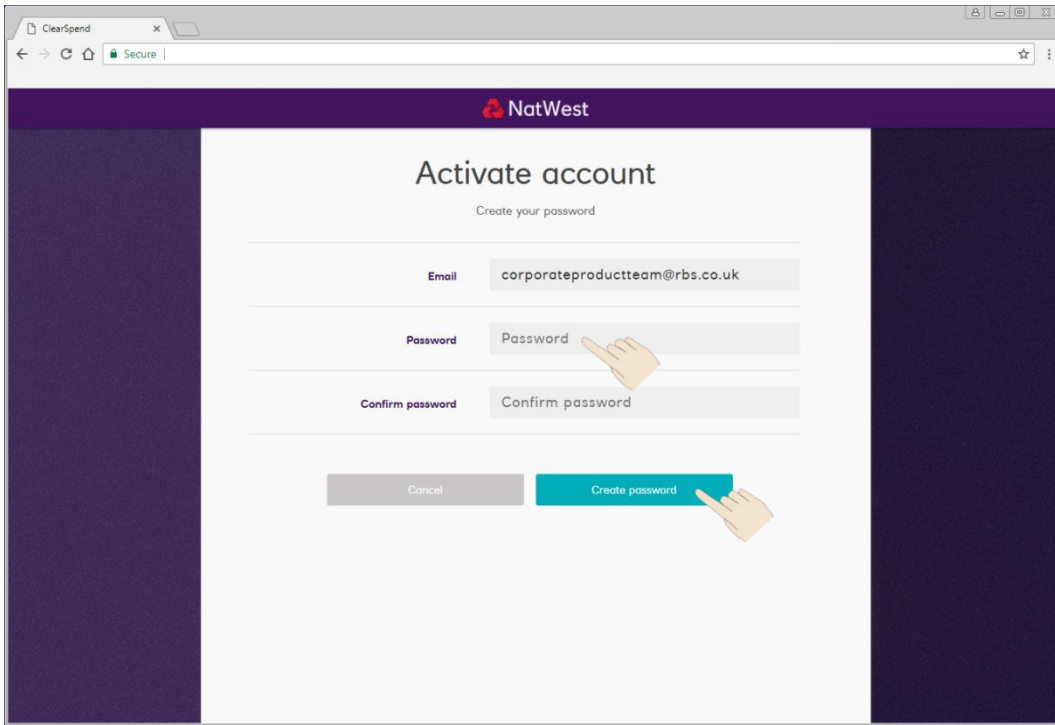 ClearSpend
Secure
NatWest
Activate account
Create your password
Email corporateproductteam@rbs.co.uk
Password Password
Confirm password Confirm password
Cancel Create password